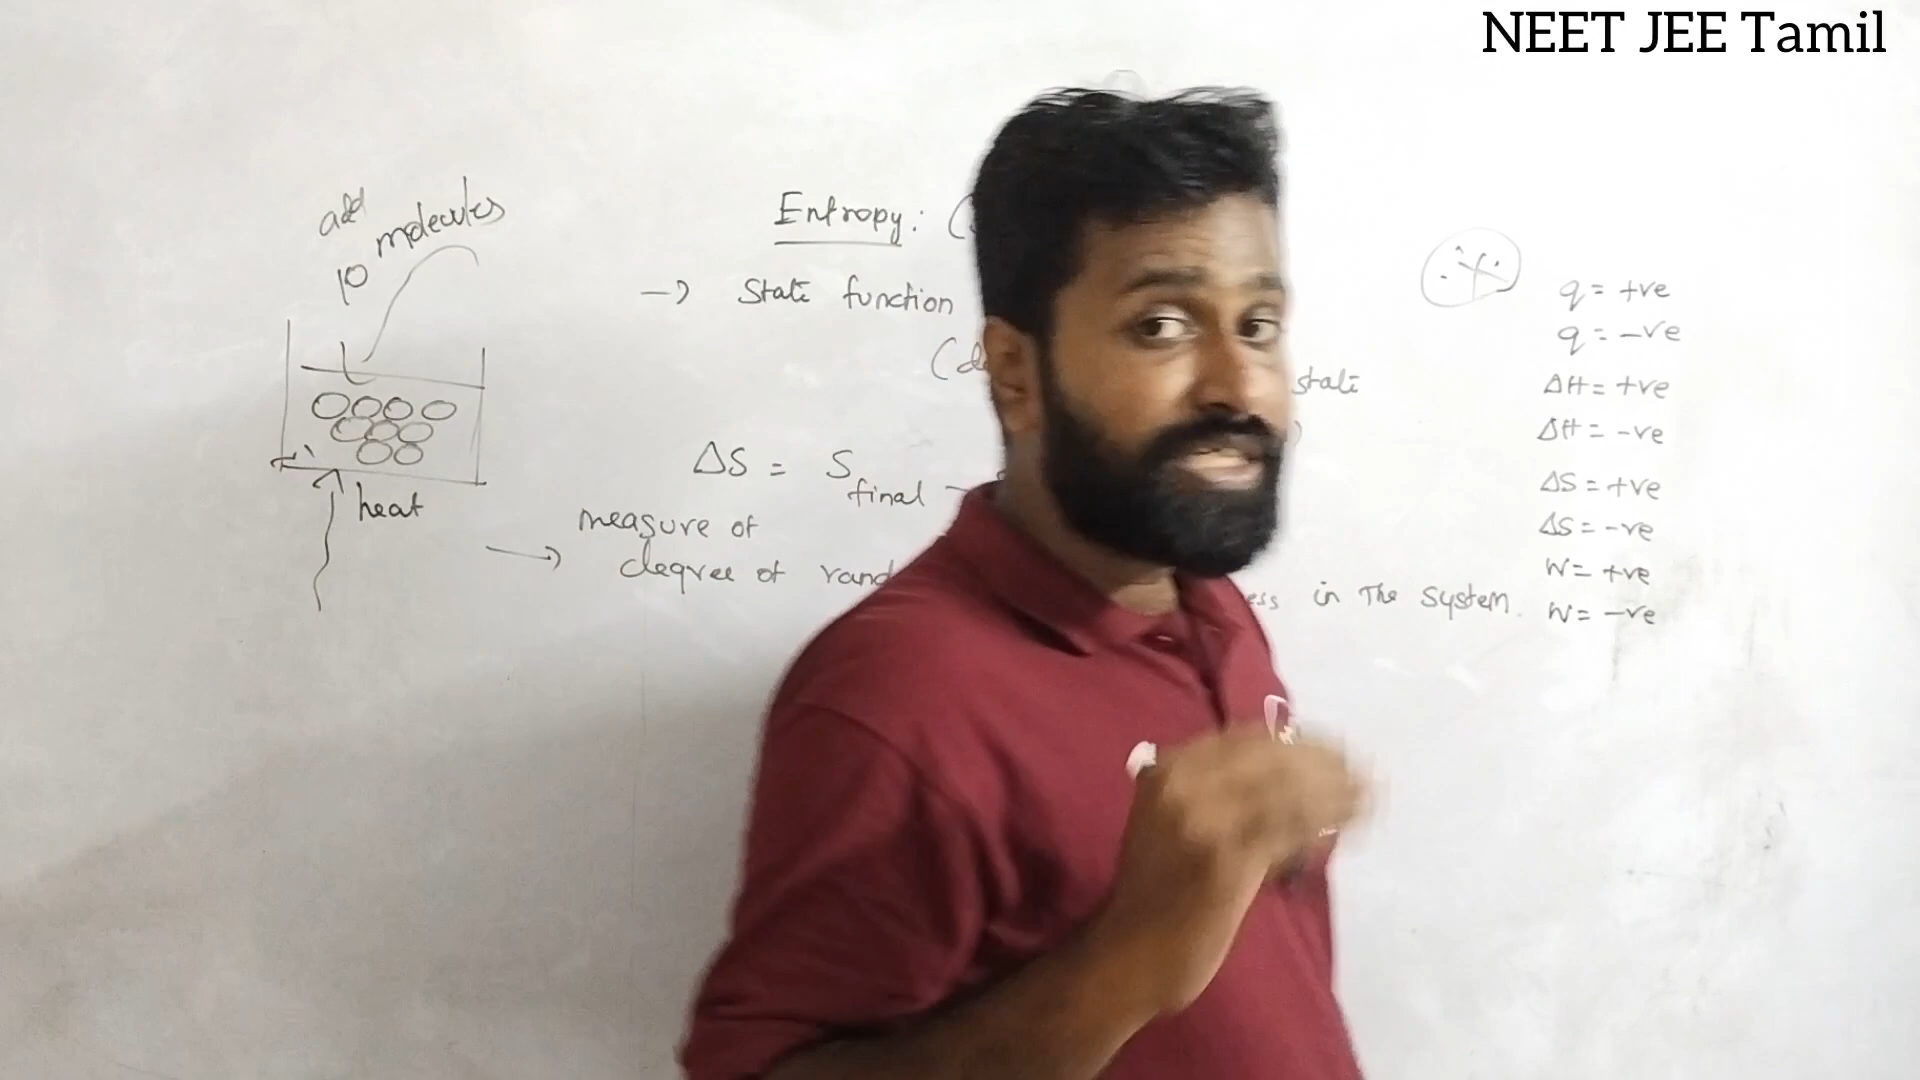 NEET JEE Tamil
add
10 molecules
heat
Entropy: (
→ State function
(d
state
)
ΔS = S final -
measure of
→ degree of rand
ess in The System.
q = +ve
q = -ve
ΔH = +ve
ΔH = -ve
ΔS = +ve
ΔS = -ve
W = +ve
W = -ve